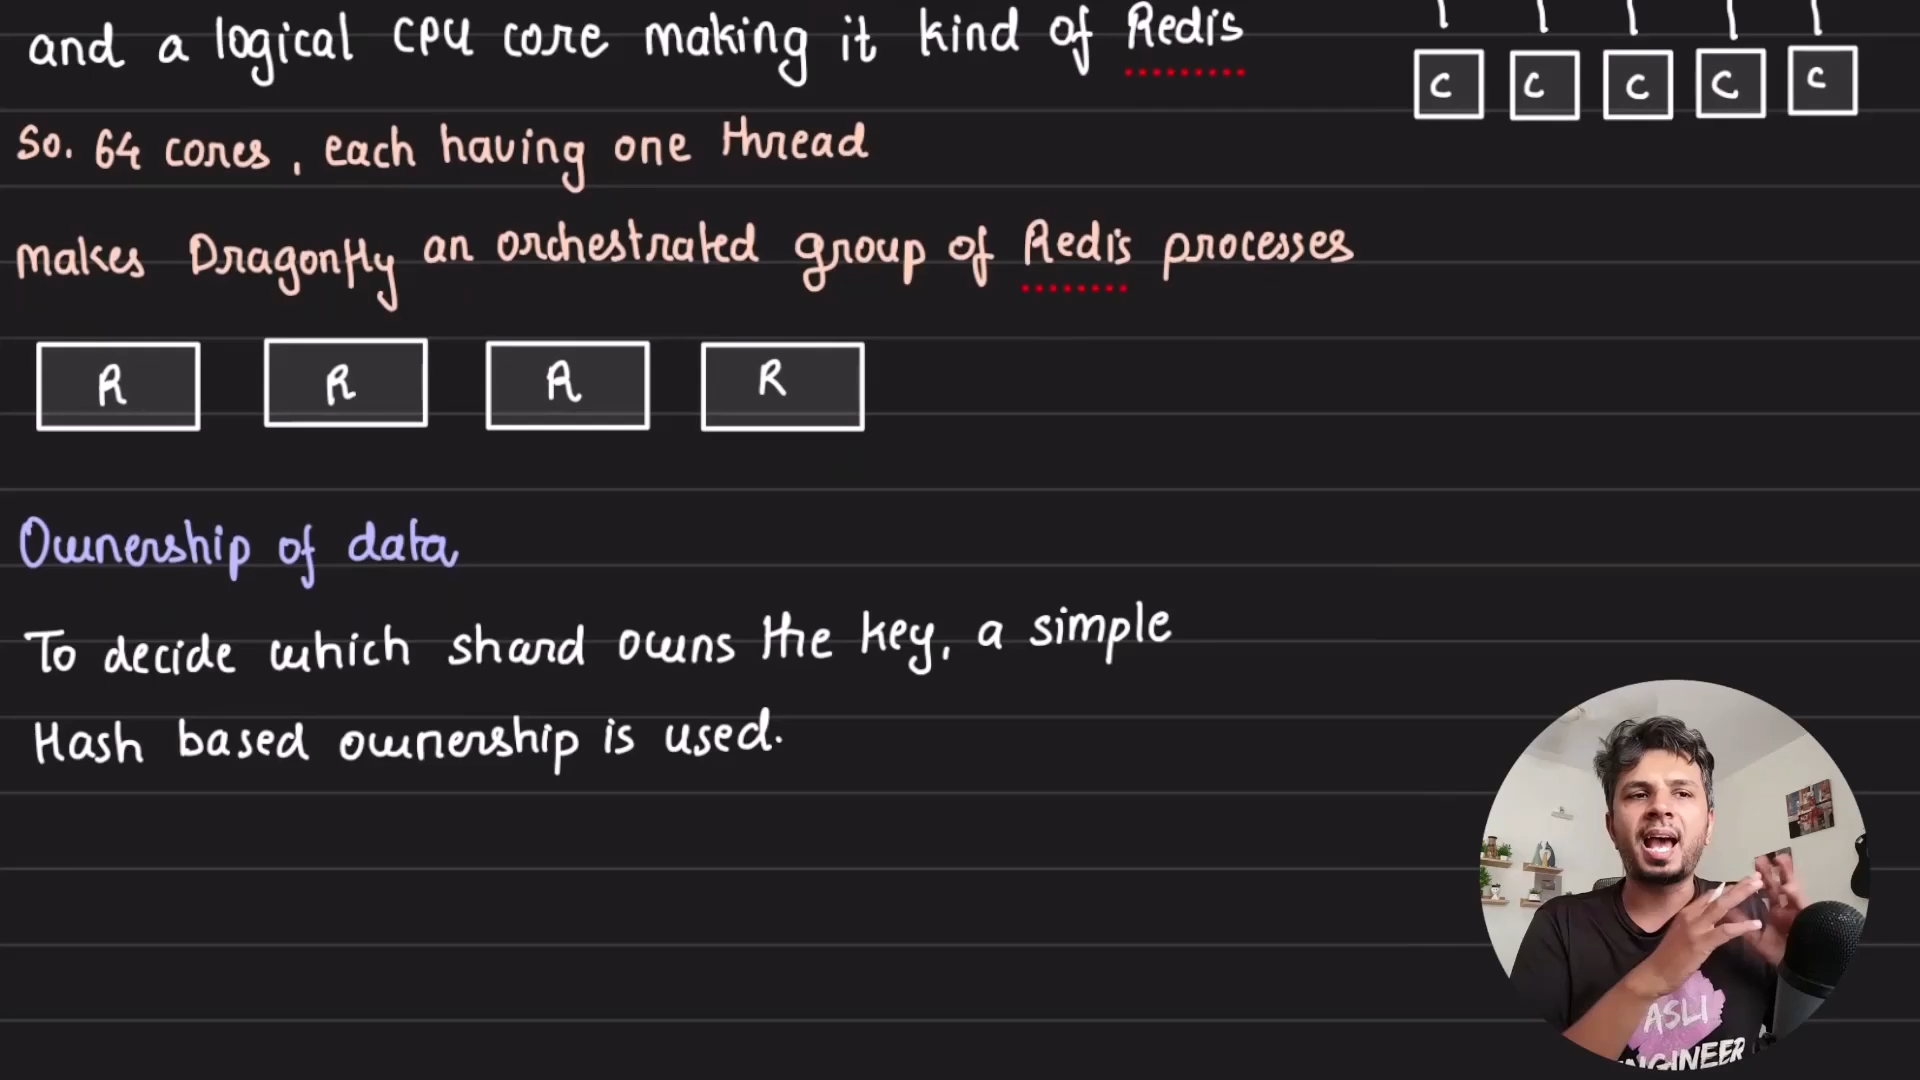 and a logical CPU core making it kind of Redis
C C C C C
So. 64 cores, each having one thread
makes Dragonfly an orchestrated group of Redis processes
R R R R
Ownership of data
To decide which shard owns the key, a simple
Hash based ownership is used.
ASLI
ENGINEER